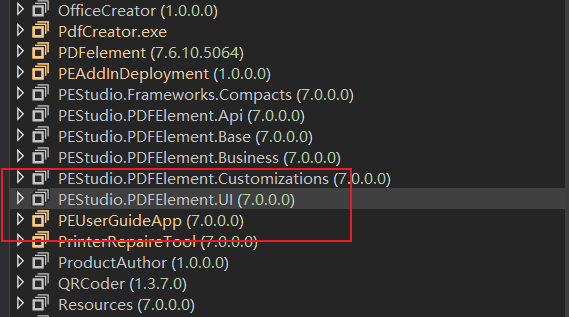 OfficeCreator (1.0.0.0)
PdfCreator.exe
PDFelement (7.6.10.5064)
PEAddInDeployment (1.0.0.0)
PEStudio.Frameworks.Compacts (7.0.0.0)
PEStudio.PDFElement.Api (7.0.0.0)
PEStudio.PDFElement.Base (7.0.0.0)
PEStudio.PDFElement.Business (7.0.0.0)
PEStudio.PDFElement.Customizations (7.0.0.0)
PEStudio.PDFElement.UI (7.0.0.0)
PEUserGuideApp (7.0.0.0)
PrinterRepaireTool (7.0.0.0)
ProductAuthor (1.0.0.0)
QRCoder (1.3.7.0)
Resources (7.0.0.0)